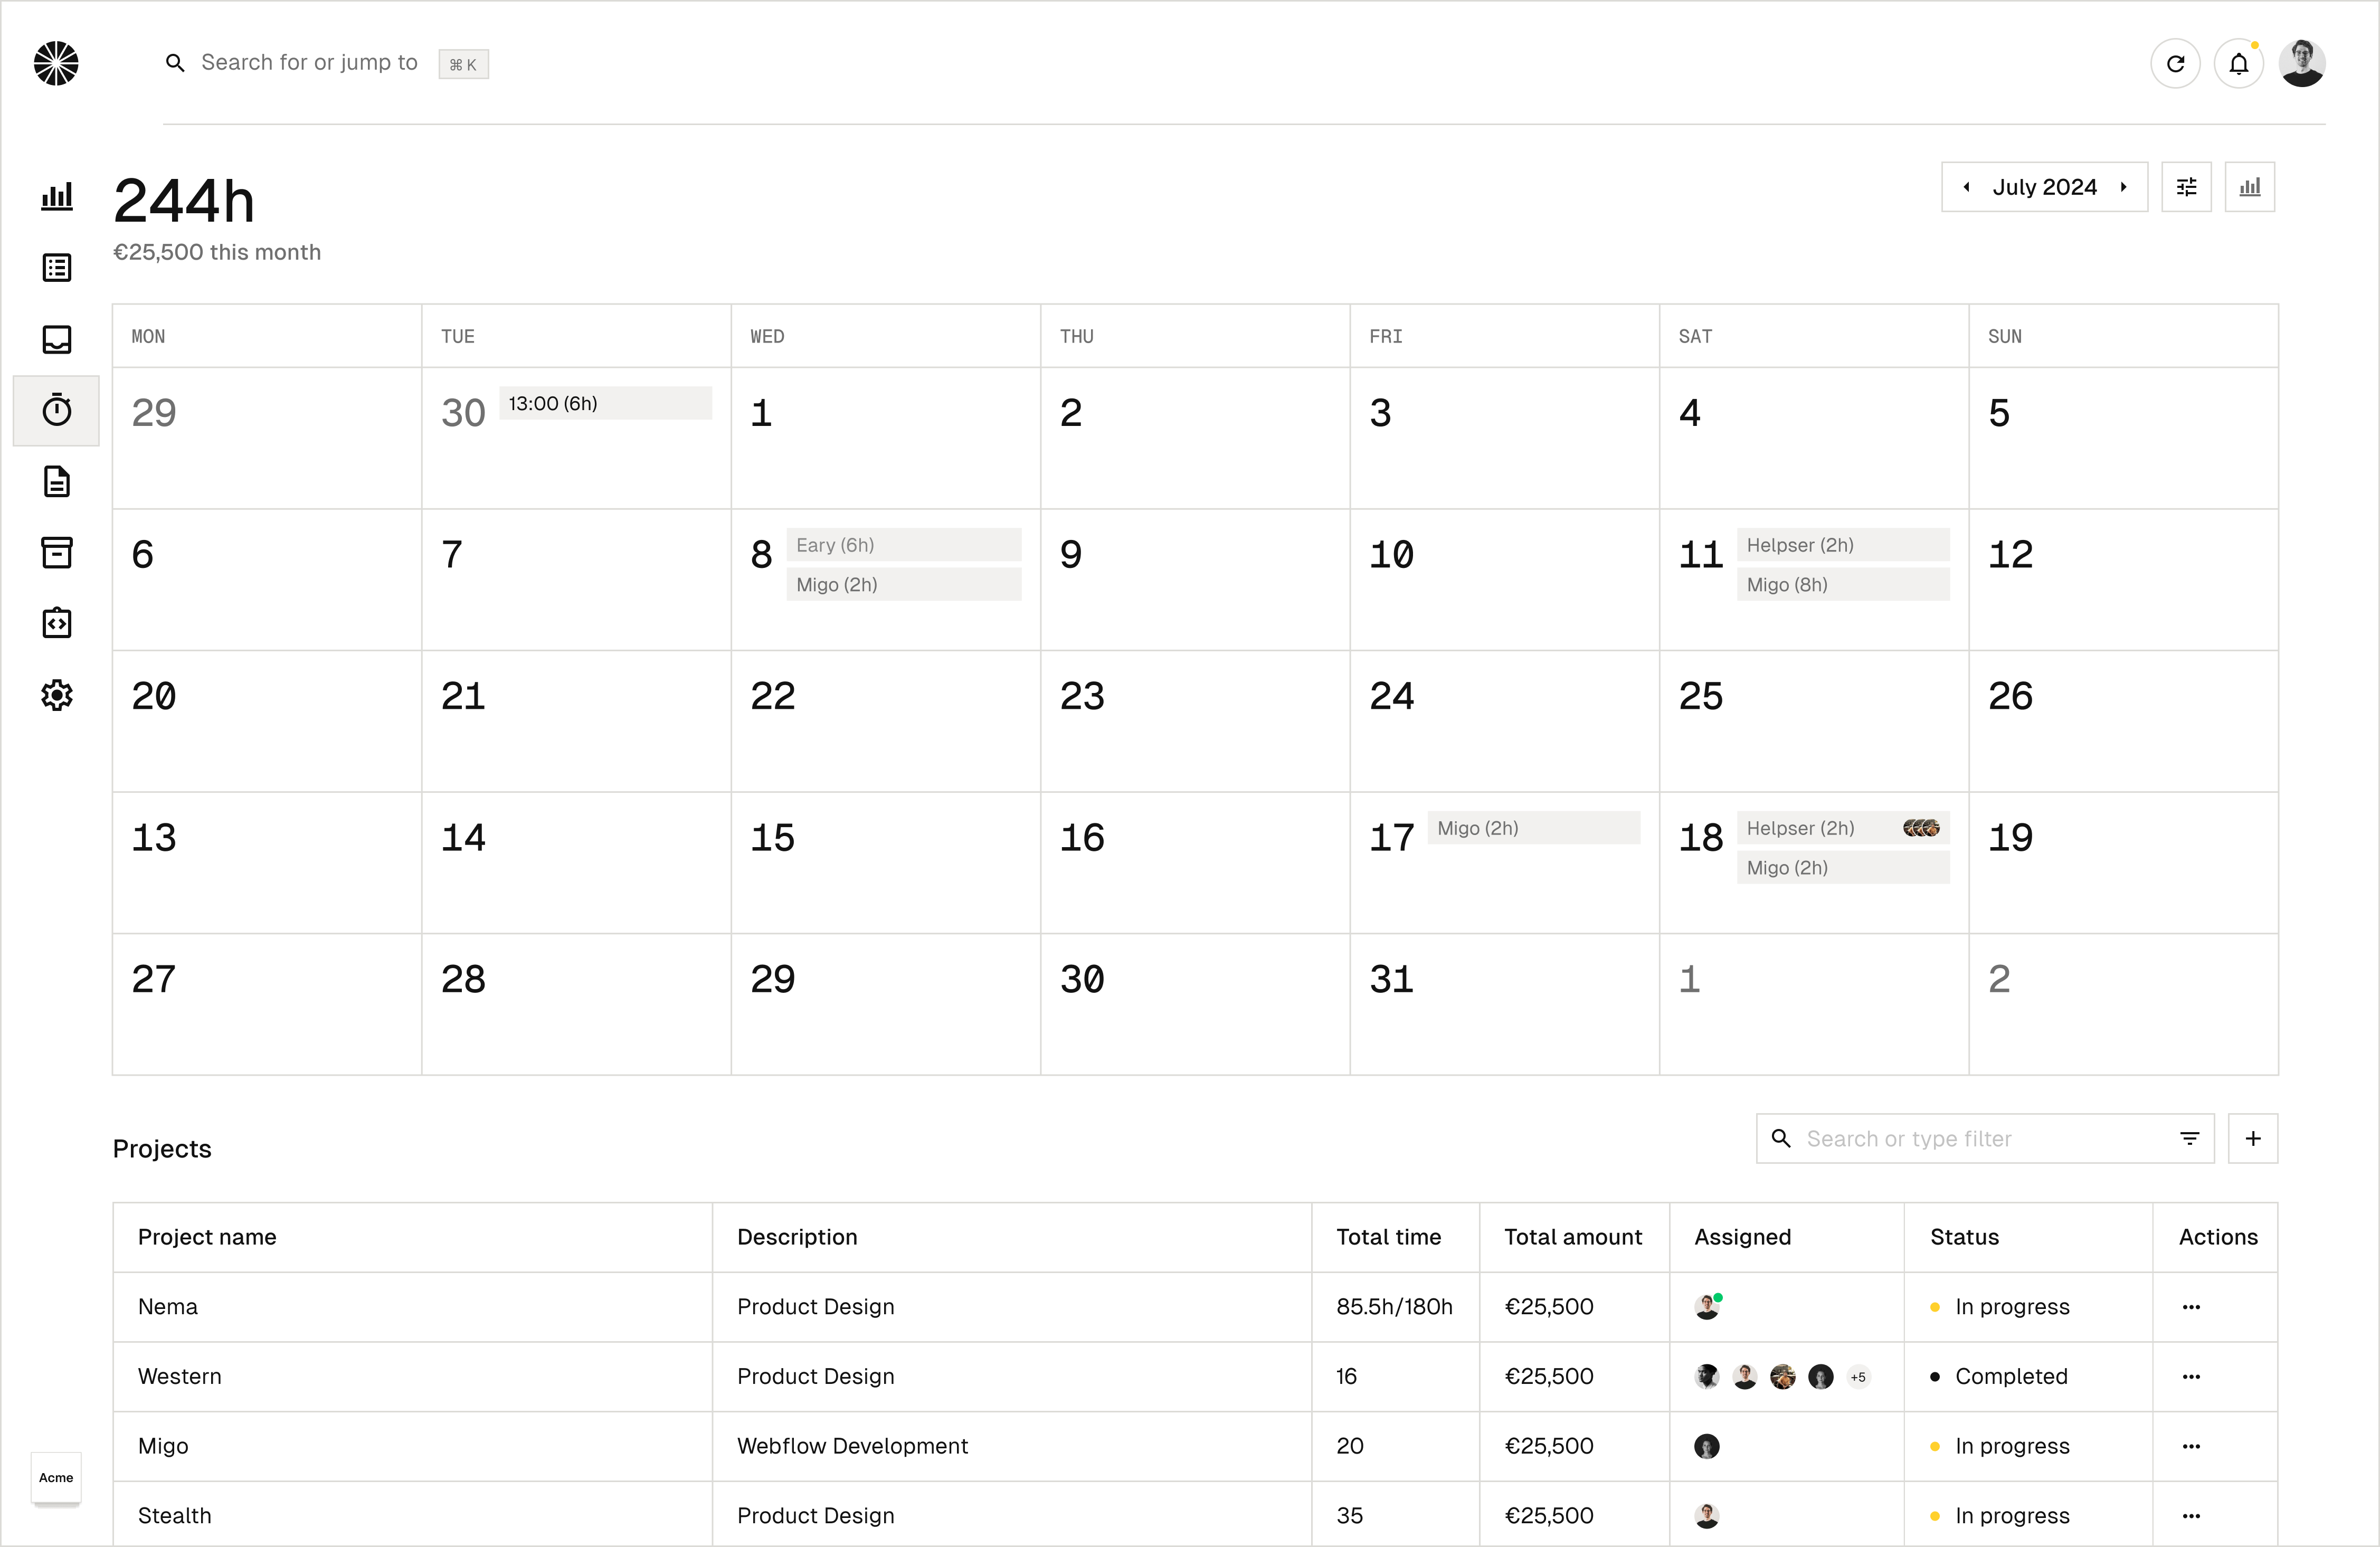 Search for or jump to ⌘ K
244h
July 2024
€25,500 this month
MON TUE WED THU FRI SAT SUN
29 30 13:00 (6h) 1 2 3 4 5
6 7 8 Eary (6h) 9 10 11 Helpser (2h) 12
Migo (2h) Migo (8h)
20 21 22 23 24 25 26
13 14 15 16 17 Migo (2h) 18 Helpser (2h) 19
Migo (2h)
27 28 29 30 31 1 2
Projects
Search or type filter
Project name Description Total time Total amount Assigned Status Actions
Nema Product Design 85.5h/180h €25,500 In progress
Western Product Design 16 €25,500 +5 Completed
Migo Webflow Development 20 €25,500 In progress
Acme
Stealth Product Design 35 €25,500 In progress